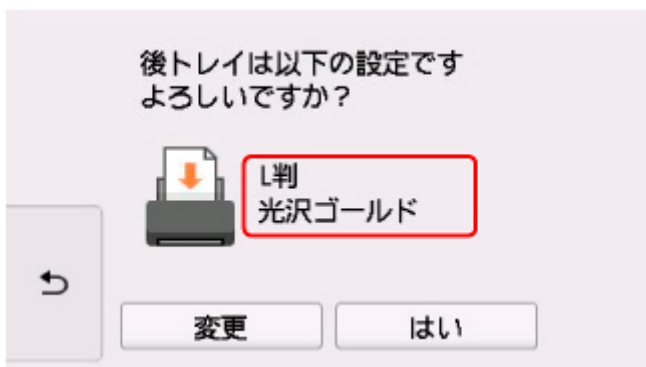 後トレイは以下の設定です
よろしいですか？
L判
光沢ゴールド
変更
はい